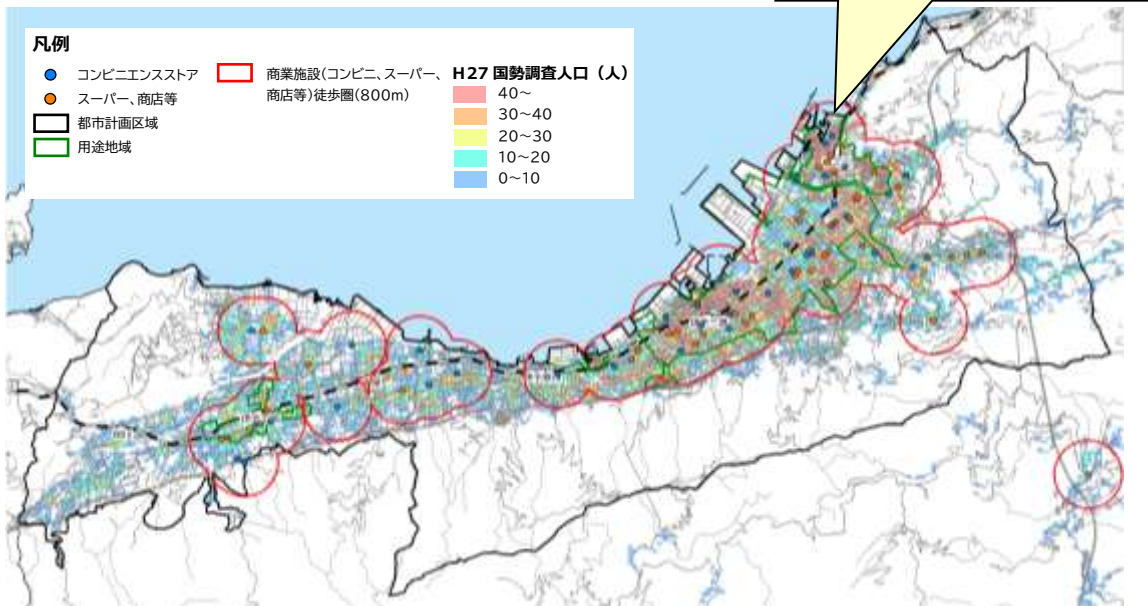 凡例
コンビニエンスストア
スーパー、商店等
都市計画区域
用途地域
商業施設(コンビニ、スーパー、
商店等)徒歩圏(800m)
H27 国勢調査人口（人）
40～
30～40
20～30
10～20
0～10